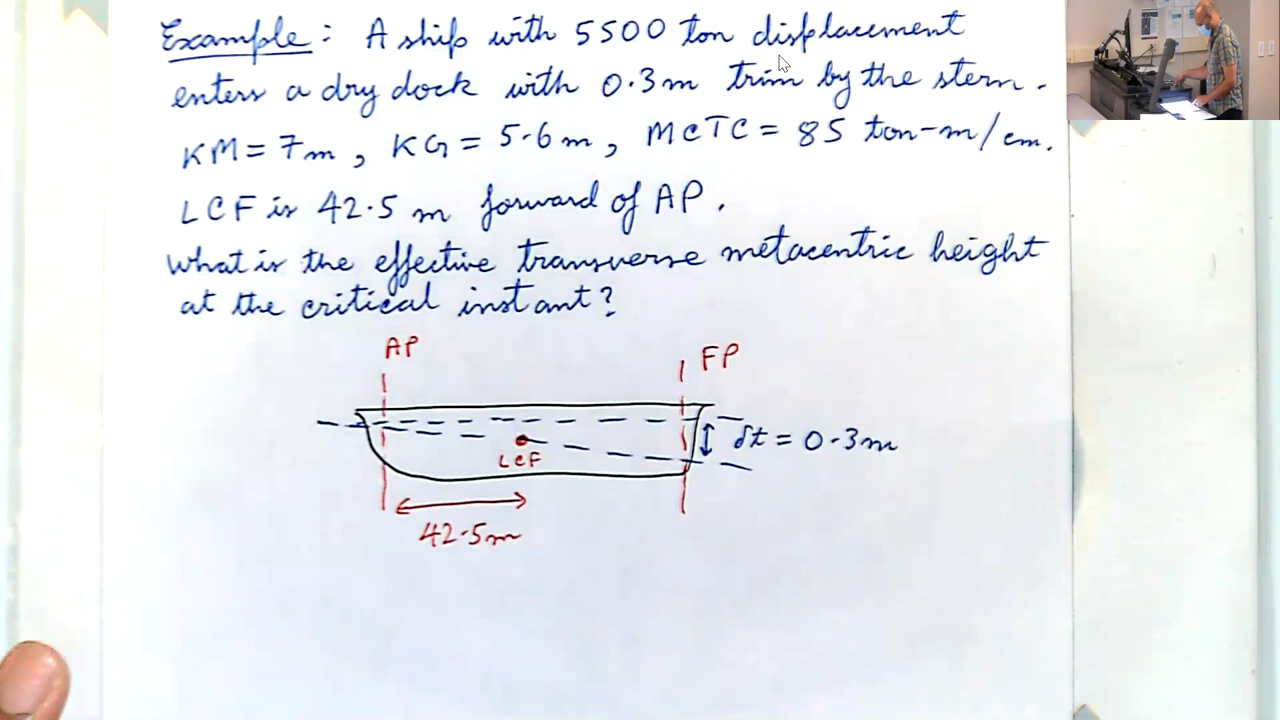 Example: A ship with 5500 ton displacement
enters a dry dock with 0.3m trim by the stern.
KM = 7m, KG = 5.6m, MCTC = 85 ton-m/cm.
LCF is 42.5 m forward of AP.
What is the effective transverse metacentric height
at the critical instant?
AP
FP
δt = 0.3m
LCF
42.5m